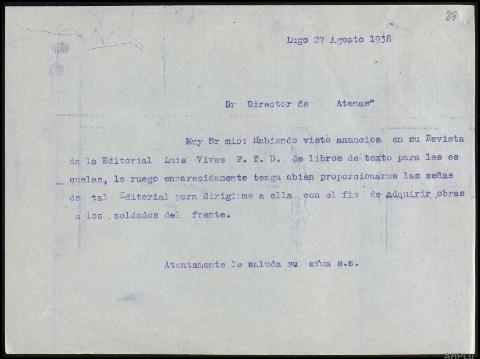 89
Lugo 27 Agosto 1938
Sr Director de Atenas"
Muy Sr mio: Habiendo visto anuncios en su Revista
de la Editorial Luis Vives F. T. D. de libros de texto para les es
cuelas, le ruego encarecidamente tenga abien proporcionarme las señas
de tal Editorial para dirigirme a ella con el fin de adquirir obras
a los soldados del frente.
Atentamente le saluda su s.s.
AHPLu